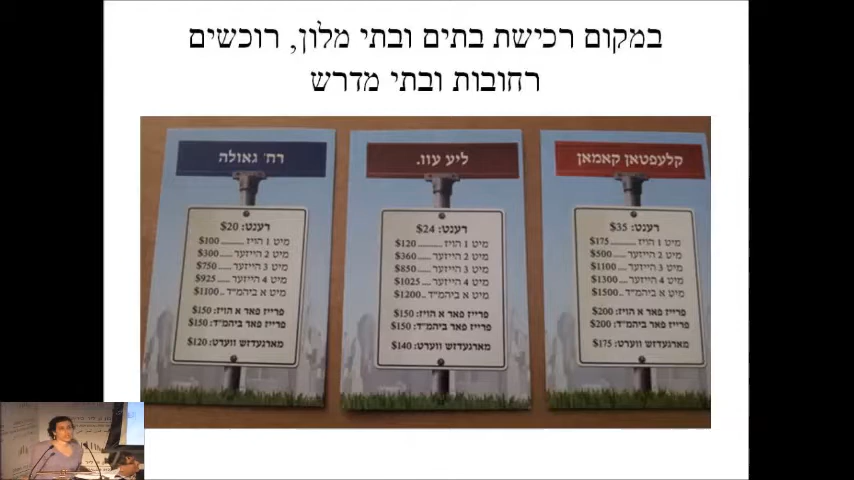 במקום רכישת בתים ובתי מלון, רוכשים
רחובות ובתי מדרש
רח' גאולה
רענט: $20
מיט 1 הויז ........ $100
מיט 2 הייזער .... $300
מיט 3 הייזער .... $750
מיט 4 הייזער .... $925
מיט א ביהמ"ד .. $1100
פרייז פאר א הויז: $150
פרייז פאר ביהמ"ד: $150
מארגעדזש ווערט: $120
ליע עוו.
רענט: $24
מיט 1 הויז ........ $120
מיט 2 הייזער .... $360
מיט 3 הייזער .... $850
מיט 4 הייזער .... $1025
מיט א ביהמ"ד .. $1200
פרייז פאר א הויז: $150
פרייז פאר ביהמ"ד: $150
מארגעדזש ווערט: $140
קלעפטאן קאמאן
רענט: $35
מיט 1 הויז ........ $175
מיט 2 הייזער .... $500
מיט 3 הייזער .... $1100
מיט 4 הייזער .... $1300
מיט א ביהמ"ד .. $1500
פרייז פאר א הויז: $200
פרייז פאר ביהמ"ד: $200
מארגעדזש ווערט: $175